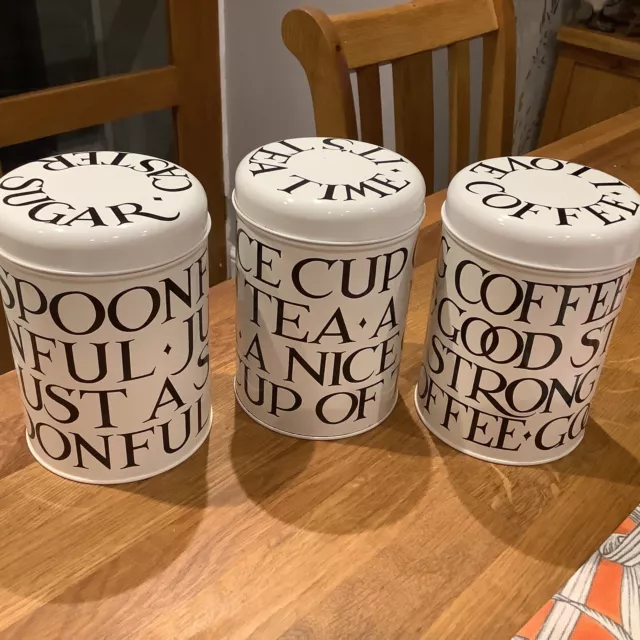 CASTER
SUGAR ·
SPOONF
NFUL · JU
UST A S
OONFUL
IT'S TEA
TIME
CE CUP
TEA · A
A NICE
UP OF
I LOVE
COFFEE
G COFFEE
GOOD ST
STRONG
OFFEE · GO